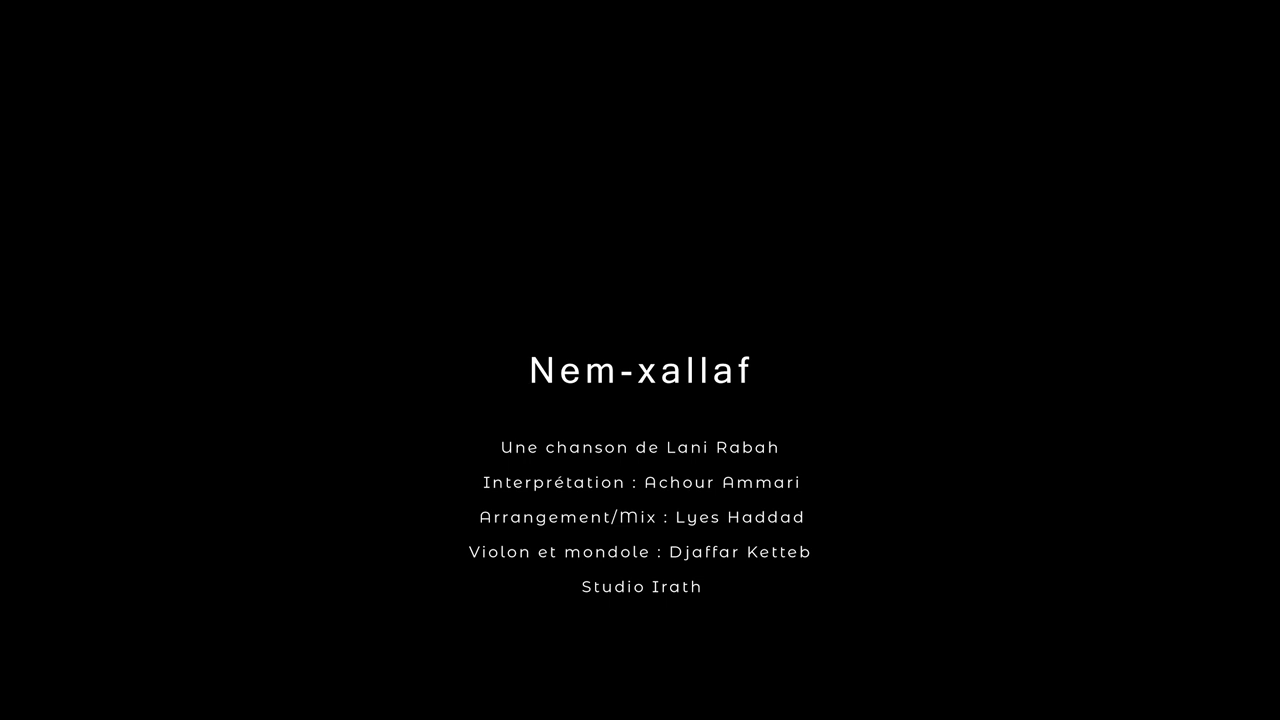 Nem-xallaf
Une chanson de Lani Rabah
Interprétation : Achour Ammari
Arrangement/Mix : Lyes Haddad
Violon et mondole : Djaffar Ketteb
Studio Irath